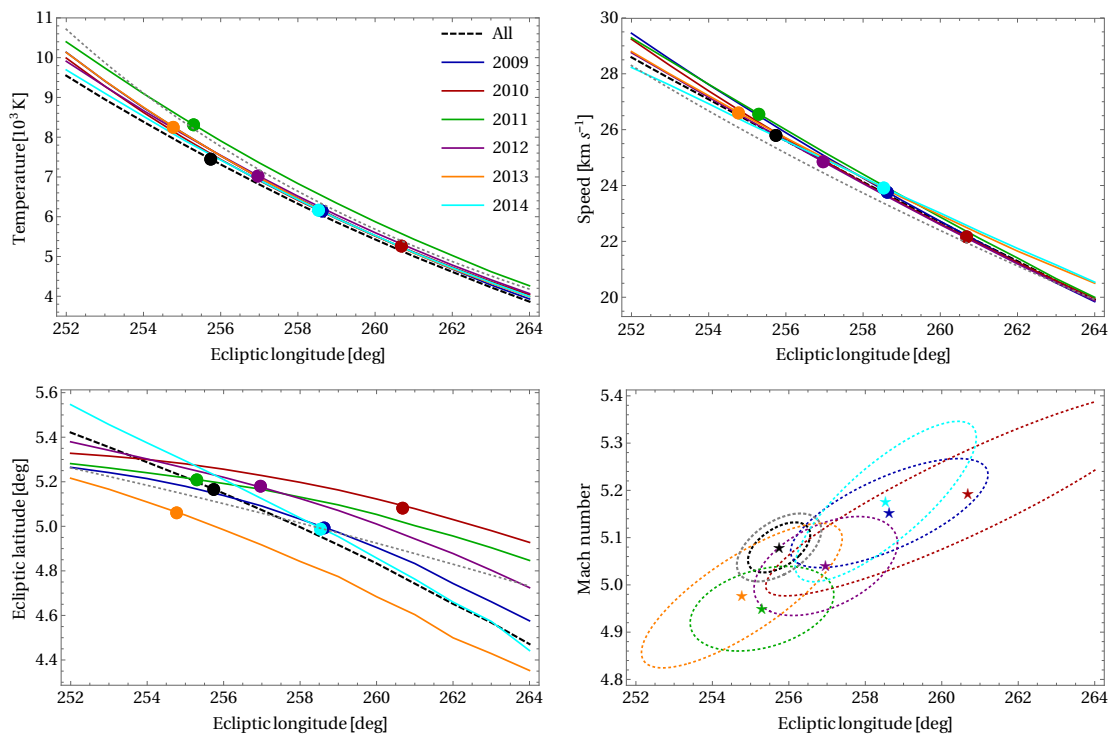 Temperature [10³ K]
11
10
9
8
7
6
5
4
252 254 256 258 260 262 264
Ecliptic longitude [deg]
All
2009
2010
2011
2012
2013
2014
Speed [km s⁻¹]
30
28
26
24
22
20
252 254 256 258 260 262 264
Ecliptic longitude [deg]
Ecliptic latitude [deg]
5.6
5.4
5.2
5.0
4.8
4.6
4.4
252 254 256 258 260 262 264
Ecliptic longitude [deg]
Mach number
5.4
5.3
5.2
5.1
5.0
4.9
4.8
252 254 256 258 260 262 264
Ecliptic longitude [deg]